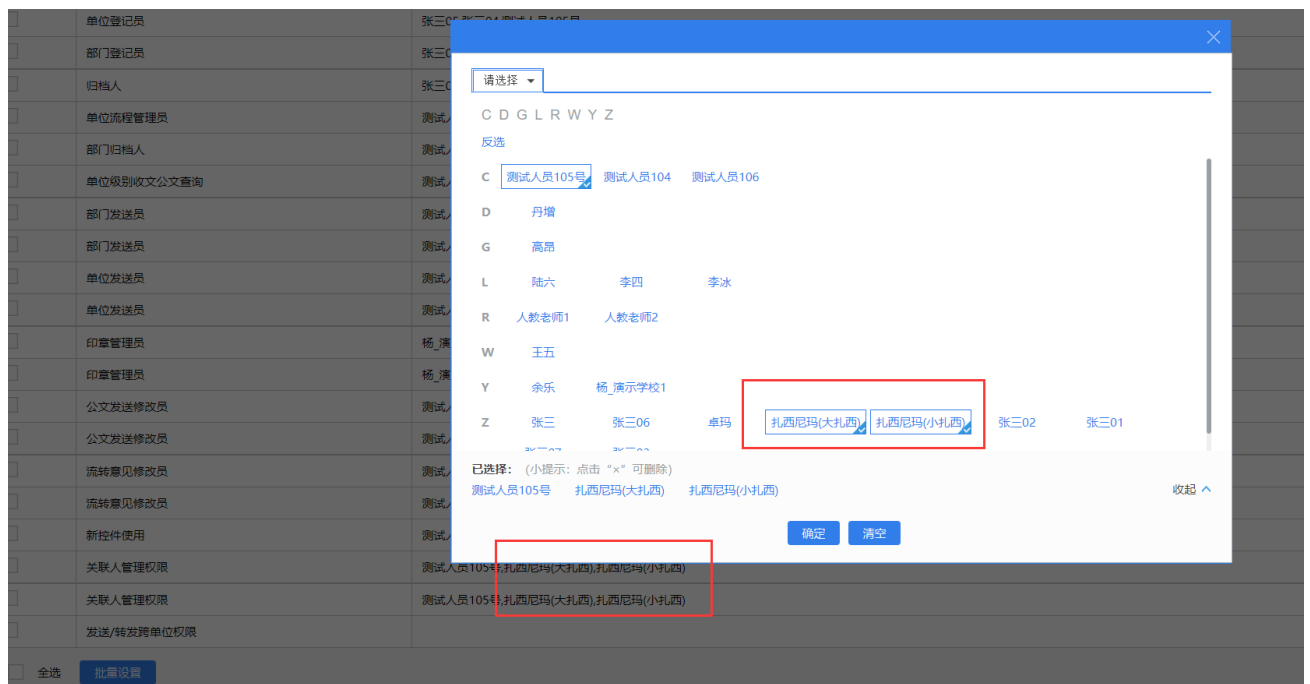 单位登记员
部门登记员
归档人
单位流程管理员
部门归档人
单位级别收文公文查询
部门发送员
部门发送员
单位发送员
单位发送员
印章管理员
印章管理员
公文发送修改员
公文发送修改员
流转意见修改员
流转意见修改员
新控件使用
关联人管理权限 测试人员105号,扎西尼玛(大扎西),扎西尼玛(小扎西)
关联人管理权限 测试人员105号,扎西尼玛(大扎西),扎西尼玛(小扎西)
发送/转发跨单位权限
全选 批量设置
请选择
C D G L R W Y Z
反选
C 测试人员105号 测试人员104 测试人员106
D 丹增
G 高昂
L 陆六 李四 李冰
R 人教老师1 人教老师2
W 王五
Y 余乐 杨_演示学校1
Z 张三 张三06 卓玛 扎西尼玛(大扎西) 扎西尼玛(小扎西) 张三02 张三01
已选择: (小提示: 点击 “×” 可删除)
测试人员105号 扎西尼玛(大扎西) 扎西尼玛(小扎西) 收起
确定 清空